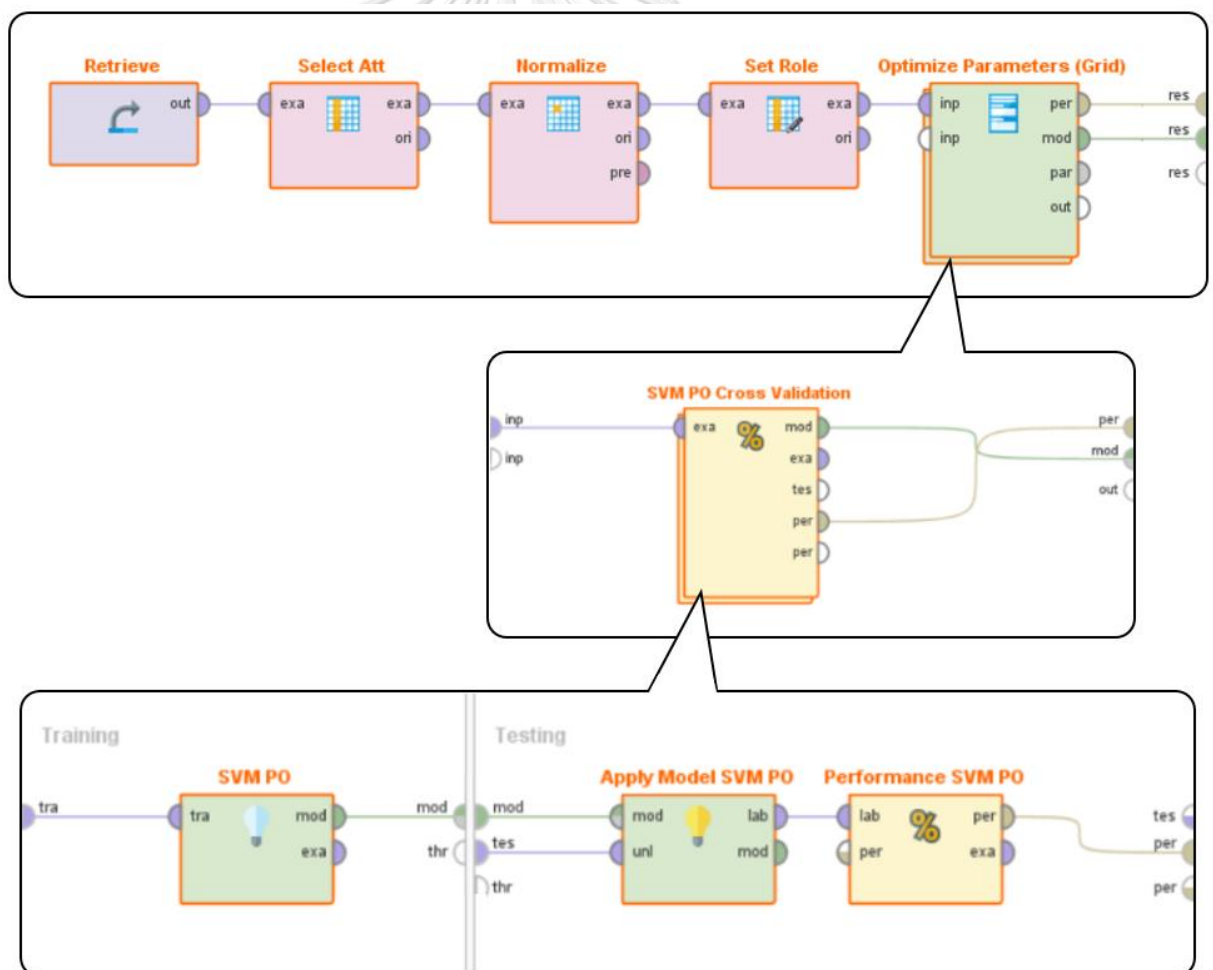 Retrieve
Select Att
Normalize
Set Role
Optimize Parameters (Grid)
out
exa exa
ori
exa exa
ori
pre
exa exa
ori
inp per
inp mod
par
out
res
res
res
SVM PO Cross Validation
inp
inp
exa mod
exa
tes
per
per
per
mod
out
Training
Testing
SVM PO
Apply Model SVM PO
Performance SVM PO
tra
tra mod
exa
mod
thr
mod
tes
thr
mod lab
unl mod
lab per
per exa
tes
per
per